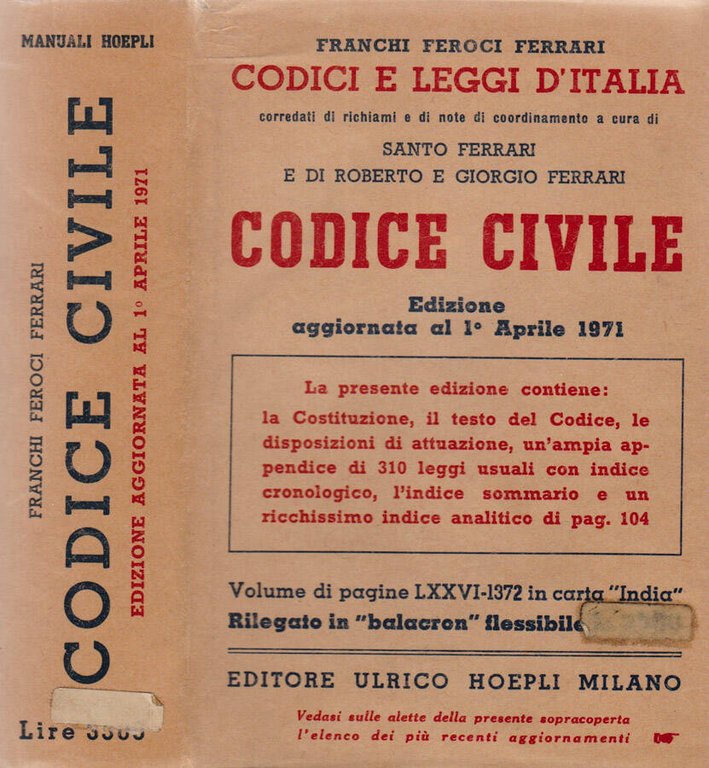 MANUALI HOEPLI
FRANCHI FEROCI FERRARI
CODICE CIVILE
EDIZIONE AGGIORNATA AL 1° APRILE 1971
Lire
FRANCHI FEROCI FERRARI
CODICI E LEGGI D'ITALIA
corredati di richiami e di note di coordinamento a cura di
SANTO FERRARI
E DI ROBERTO E GIORGIO FERRARI
CODICE CIVILE
Edizione
aggiornata al 1° Aprile 1971
La presente edizione contiene:
la Costituzione, il testo del Codice, le
disposizioni di attuazione, un'ampia ap-
pendice di 310 leggi usuali con indice
cronologico, l'indice sommario e un
ricchissimo indice analitico di pag. 104
Volume di pagine LXXVI-1372 in carta "India"
Rilegato in "balacron" flessibile
EDITORE ULRICO HOEPLI MILANO
Vedasi sulle alette della presente sopracoperta
l'elenco dei più recenti aggiornamenti